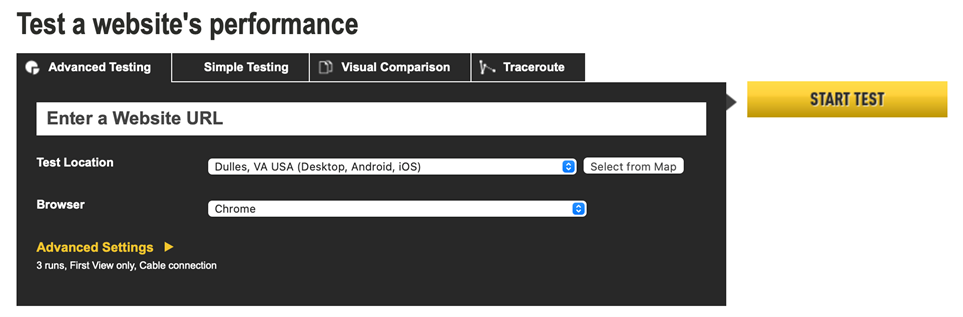 Test a website's performance
Advanced Testing
Simple Testing
Visual Comparison
Traceroute
START TEST
Enter a Website URL
Test Location
Dulles, VA USA (Desktop, Android, iOS)
Select from Map
Browser
Chrome
Advanced Settings
3 runs, First View only, Cable connection